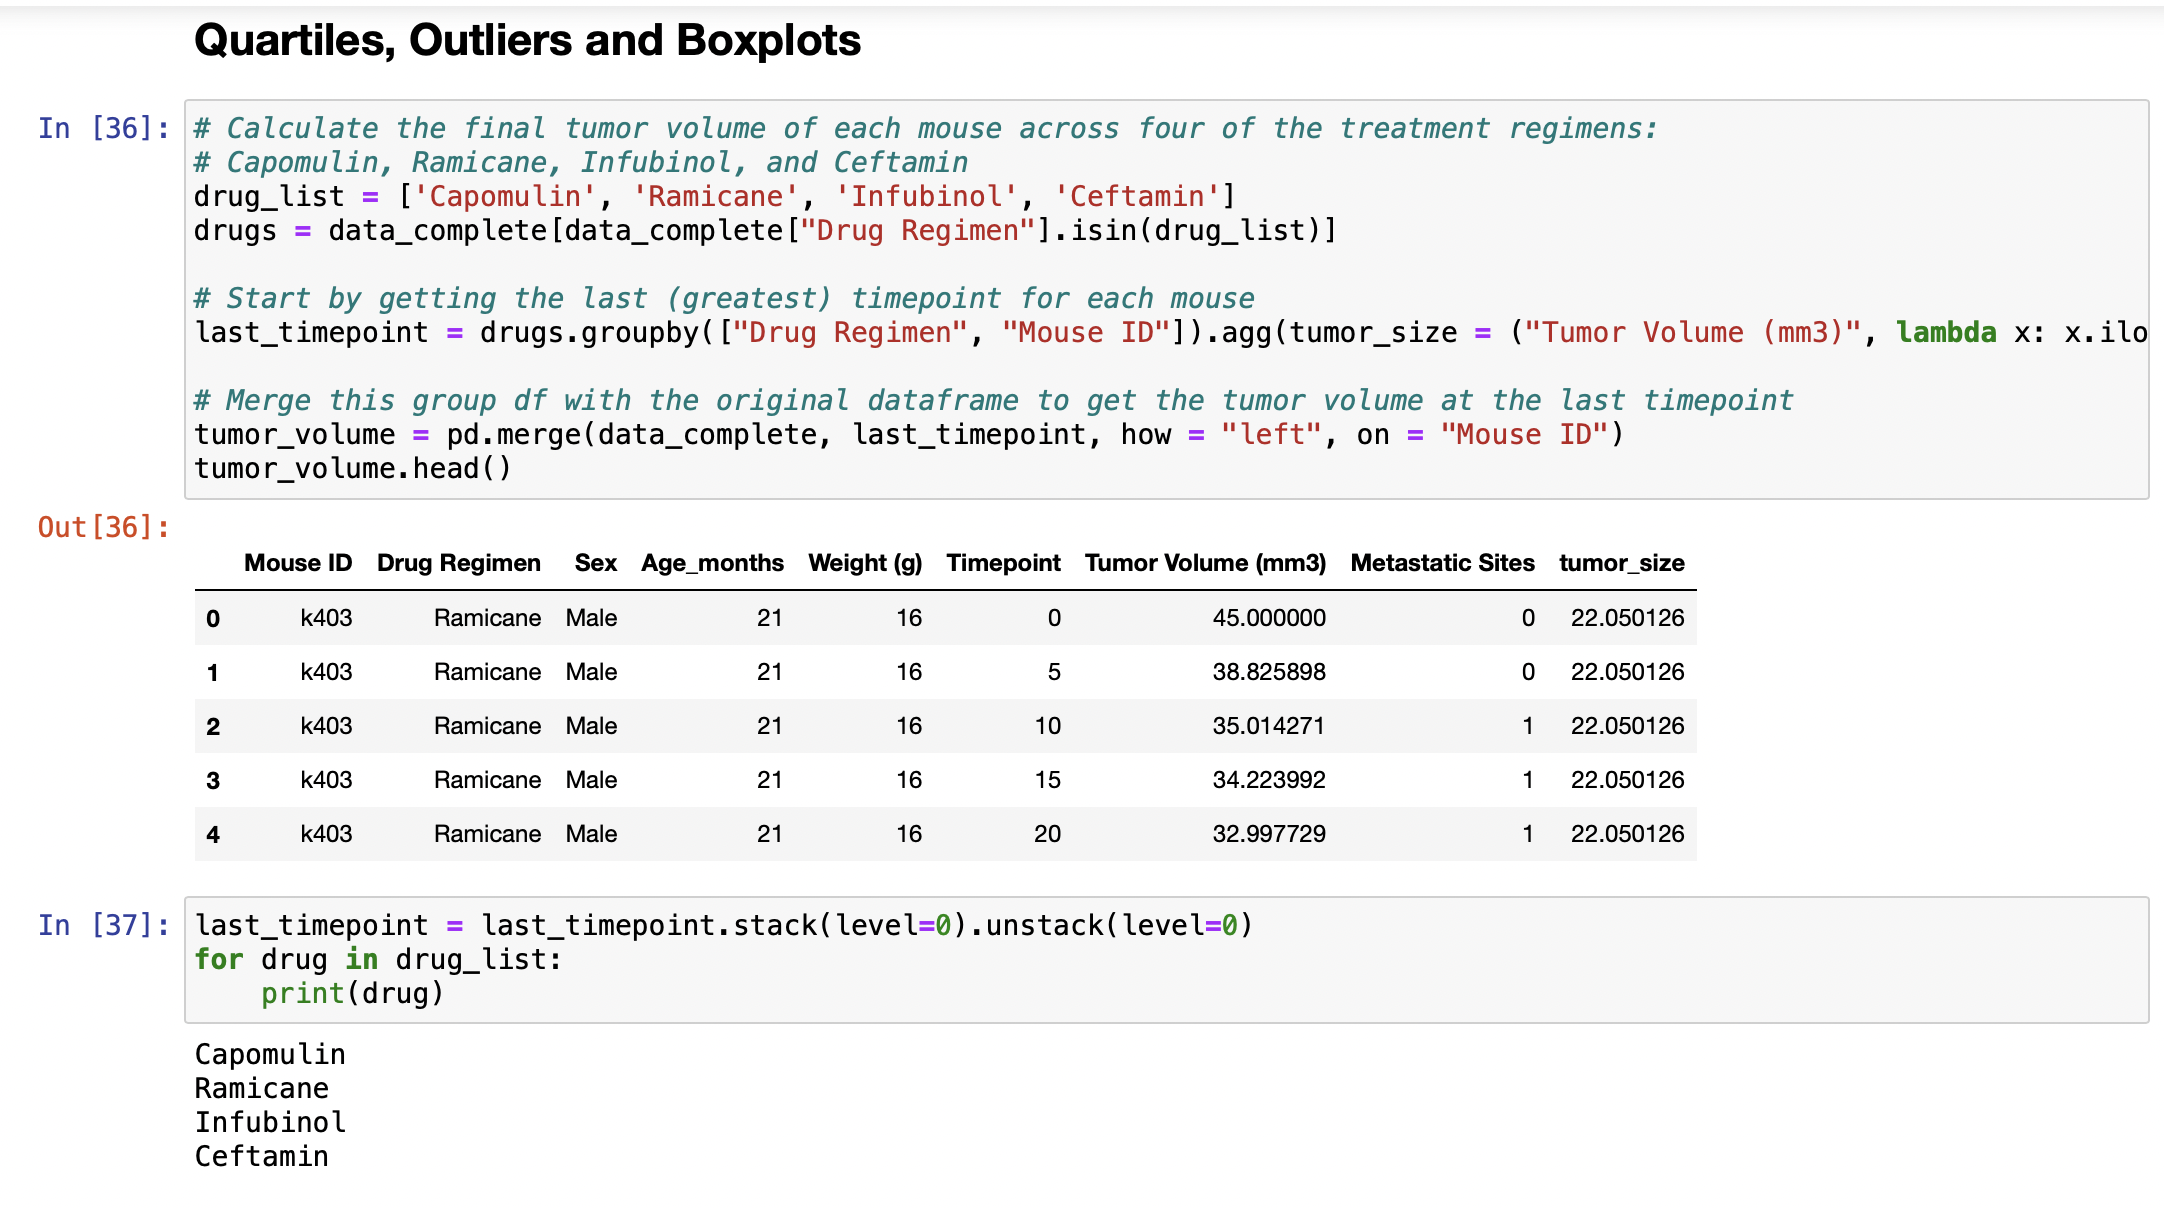 Quartiles, Outliers and Boxplots
In [36]:
# Calculate the final tumor volume of each mouse across four of the treatment regimens:
# Capomulin, Ramicane, Infubinol, and Ceftamin
drug_list = ['Capomulin', 'Ramicane', 'Infubinol', 'Ceftamin']
drugs = data_complete[data_complete["Drug Regimen"].isin(drug_list)]
# Start by getting the last (greatest) timepoint for each mouse
last_timepoint = drugs.groupby(["Drug Regimen", "Mouse ID"]).agg(tumor_size = ("Tumor Volume (mm3)", lambda x: x.ilo
# Merge this group df with the original dataframe to get the tumor volume at the last timepoint
tumor_volume = pd.merge(data_complete, last_timepoint, how = "left", on = "Mouse ID")
tumor_volume.head()
Out[36]:
Mouse ID Drug Regimen Sex Age_months Weight (g) Timepoint Tumor Volume (mm3) Metastatic Sites tumor_size
0 k403 Ramicane Male 21 16 0 45.000000 0 22.050126
1 k403 Ramicane Male 21 16 5 38.825898 0 22.050126
2 k403 Ramicane Male 21 16 10 35.014271 1 22.050126
3 k403 Ramicane Male 21 16 15 34.223992 1 22.050126
4 k403 Ramicane Male 21 16 20 32.997729 1 22.050126
In [37]:
last_timepoint = last_timepoint.stack(level=0).unstack(level=0)
for drug in drug_list:
    print(drug)
Capomulin
Ramicane
Infubinol
Ceftamin